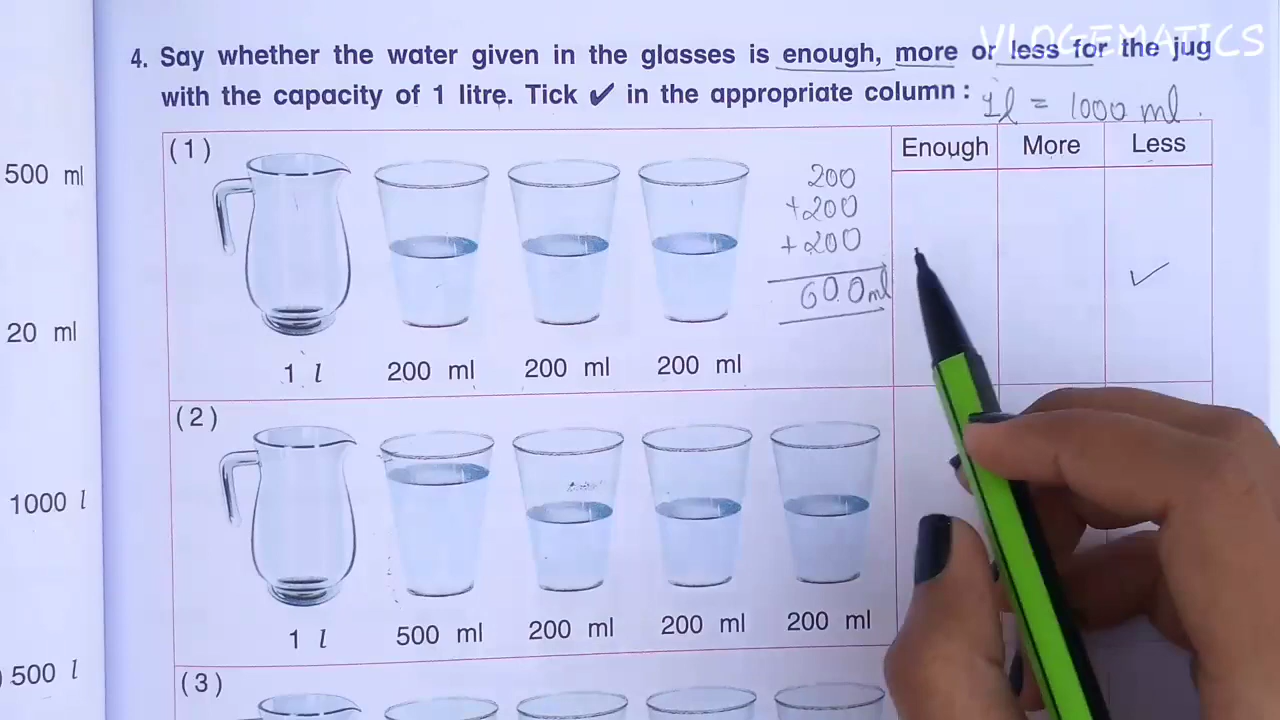 VLOGEMATICS
4. Say whether the water given in the glasses is enough, more or less for the jug
with the capacity of 1 litre. Tick ✓ in the appropriate column :
1l = 1000 ml.
(1)
Enough More Less
200
+200
+200
600ml
✓
1 l 200 ml 200 ml 200 ml
(2)
1 l 500 ml 200 ml 200 ml 200 ml
(3)
500 ml
20 ml
1000 l
500 l